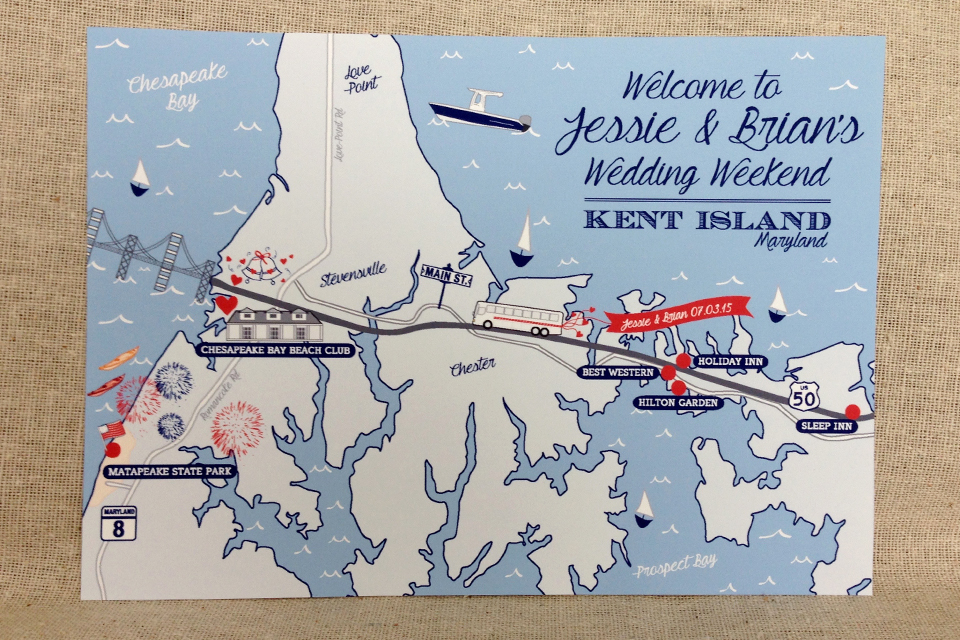 Chesapeake
Bay
Love
Point
Love Point Rd
Welcome to
Jessie & Brian's
Wedding Weekend
KENT ISLAND
Maryland
Stevensville
MAIN ST.
Jessie & Brian 07.03.15
CHESAPEAKE BAY BEACH CLUB
Chester
HOLIDAY INN
BEST WESTERN
HILTON GARDEN
US
50
SLEEP INN
Romancoke Rd
MATAPEAKE STATE PARK
MARYLAND
8
Prospect Bay